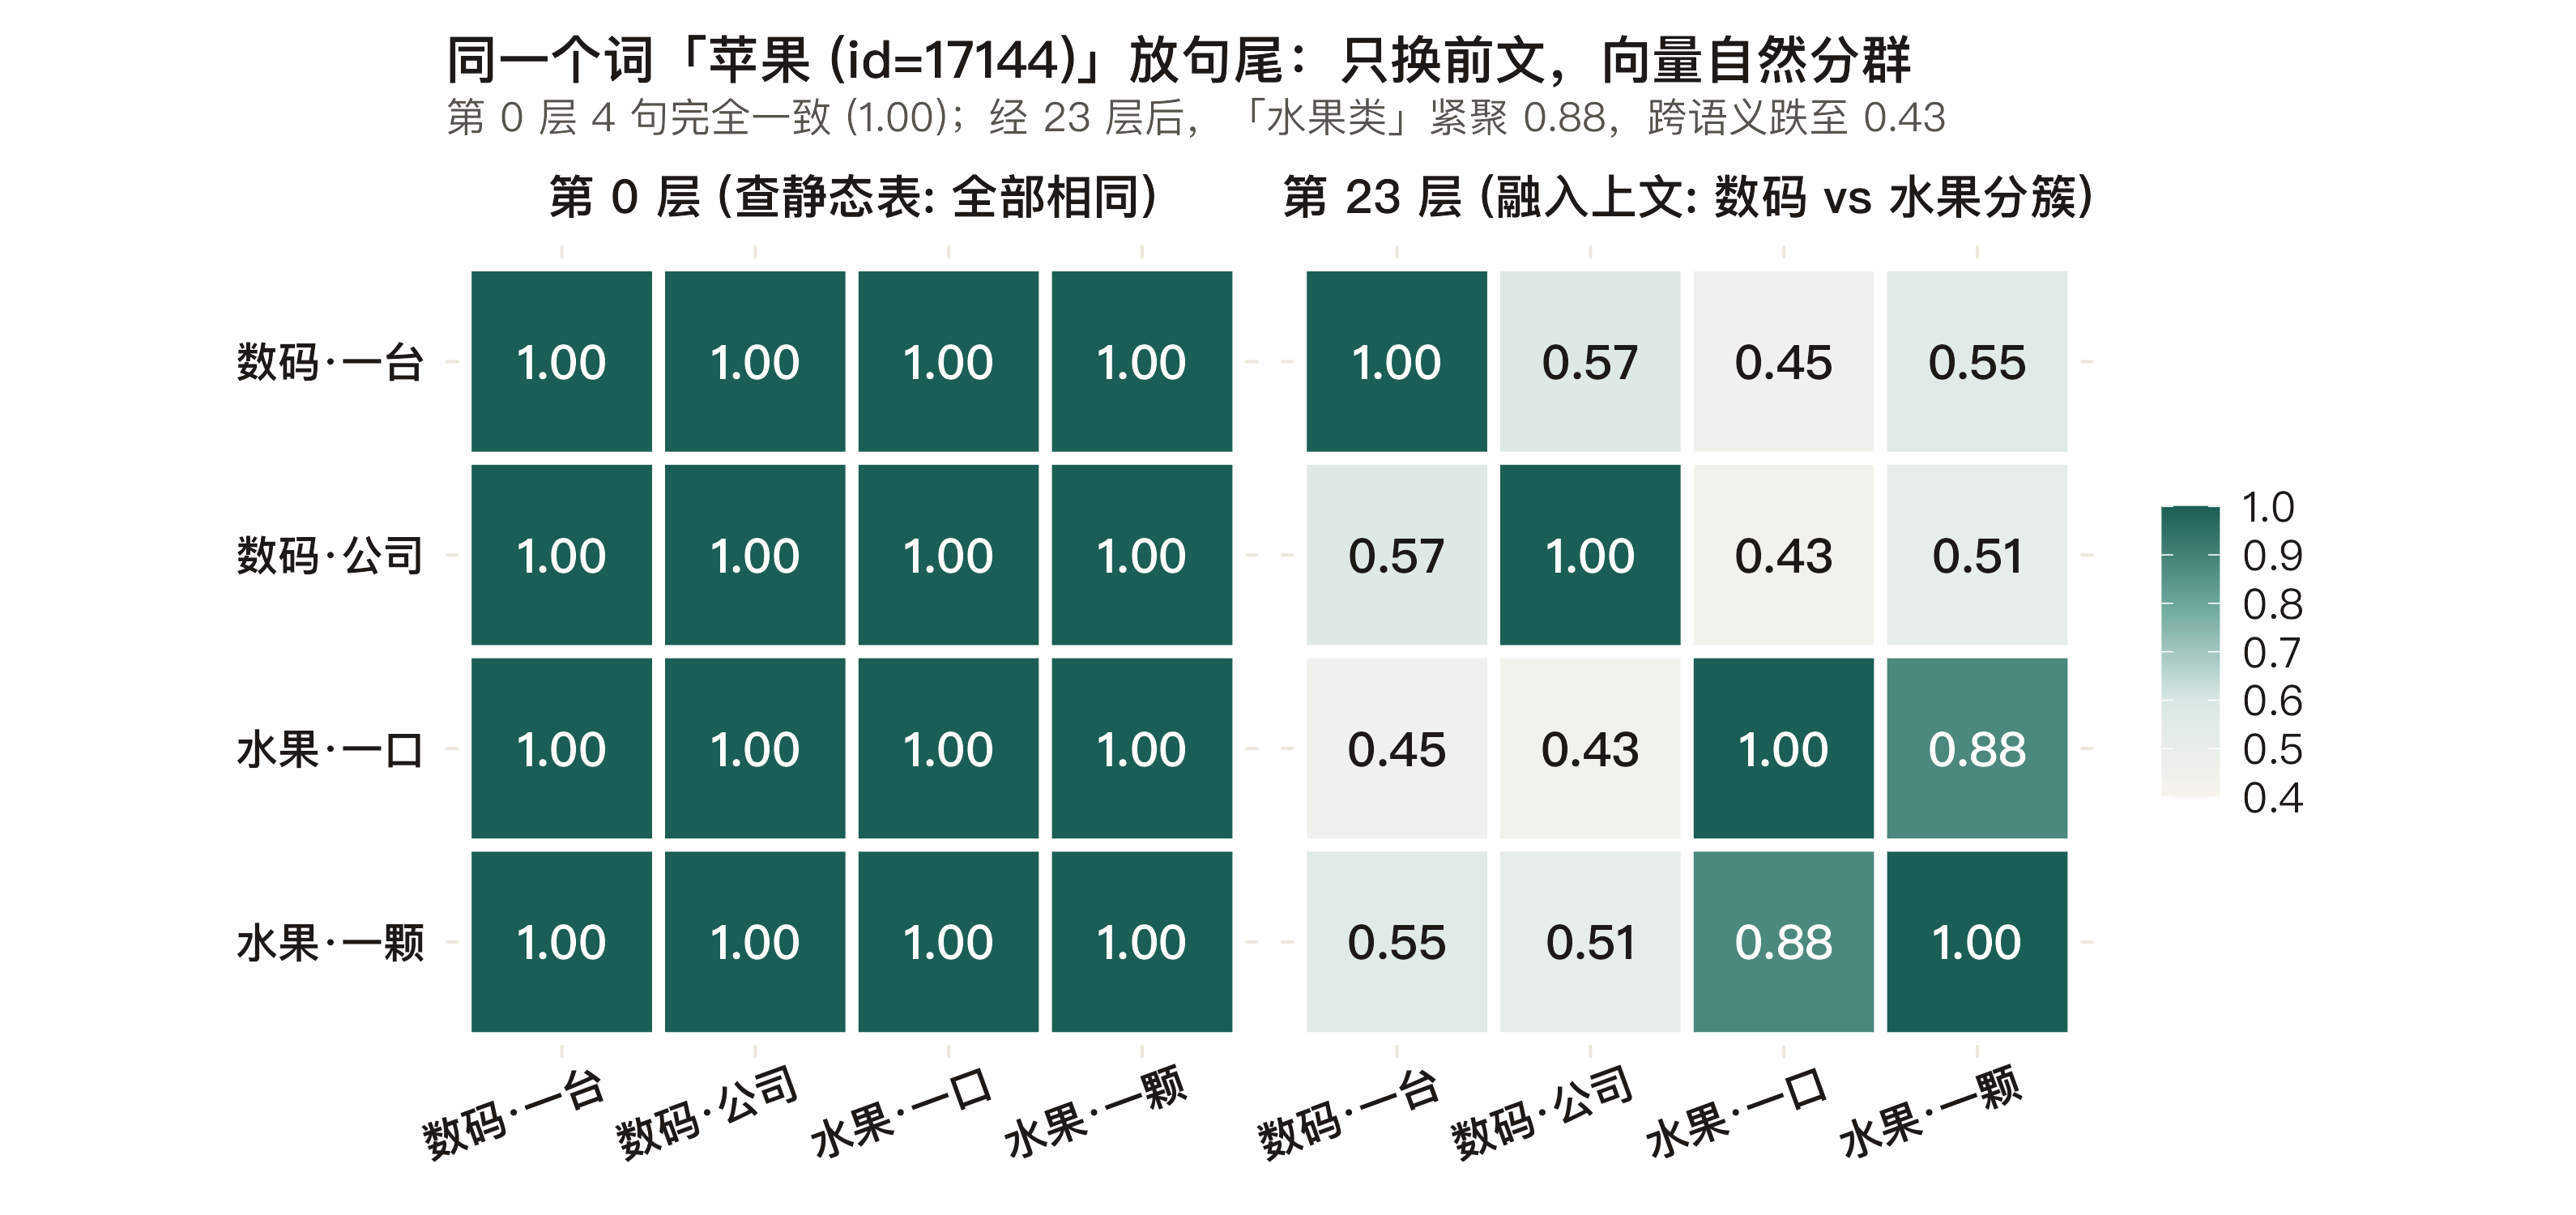 同一个词「苹果 (id=17144)」放句尾：只换前文，向量自然分群
第 0 层 4 句完全一致 (1.00)；经 23 层后，「水果类」紧聚 0.88，跨语义跌至 0.43
第 0 层 (查静态表: 全部相同)
第 23 层 (融入上文: 数码 vs 水果分簇)
数码·一台 1.00 1.00 1.00 1.00 1.00 0.57 0.45 0.55
数码·公司 1.00 1.00 1.00 1.00 0.57 1.00 0.43 0.51
水果·一口 1.00 1.00 1.00 1.00 0.45 0.43 1.00 0.88
水果·一颗 1.00 1.00 1.00 1.00 0.55 0.51 0.88 1.00
数码·一台 数码·公司 水果·一口 水果·一颗 数码·一台 数码·公司 水果·一口 水果·一颗
1.0
0.9
0.8
0.7
0.6
0.5
0.4